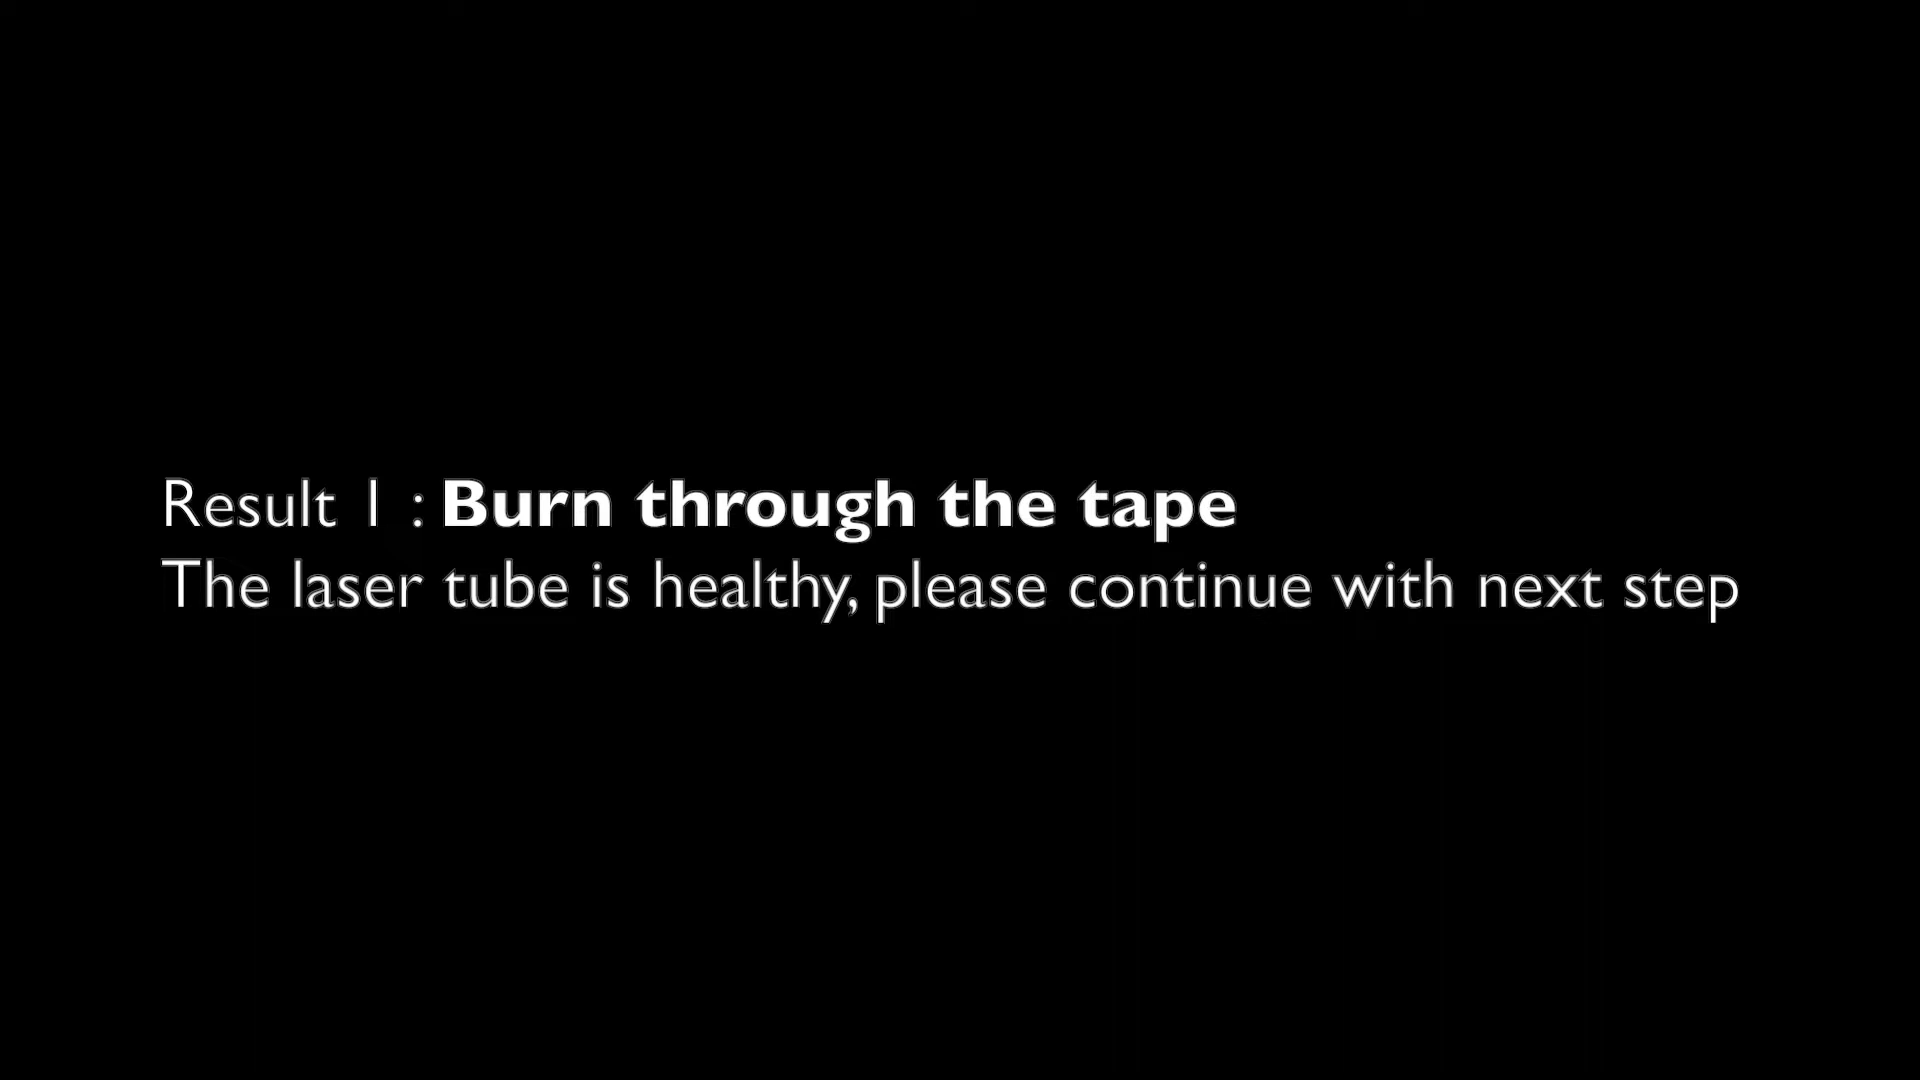 Result 1 : Burn through the tape
The laser tube is healthy, please continue with next step